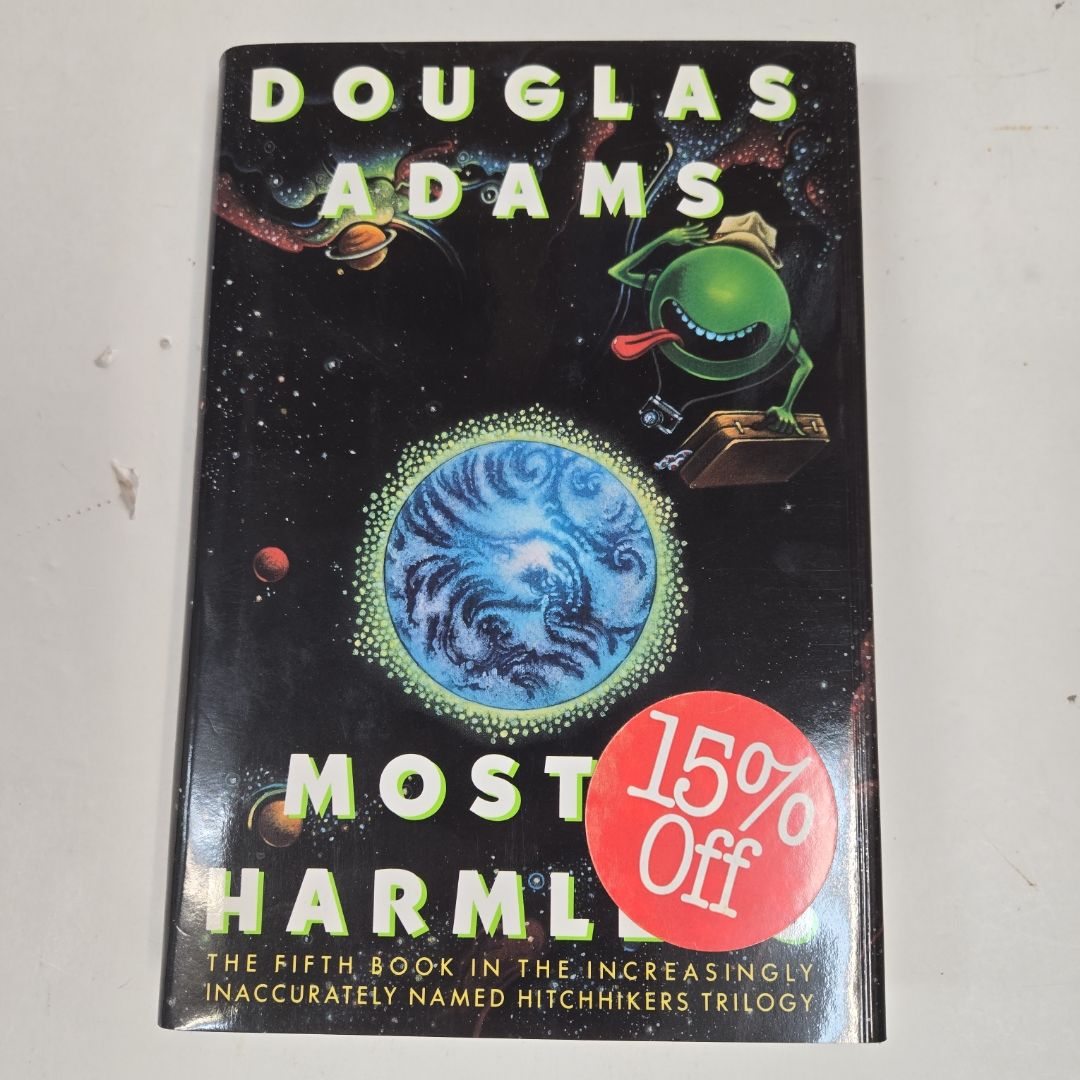 DOUGLAS
ADAMS
MOST
HARML
15%
Off
THE FIFTH BOOK IN THE INCREASINGLY
INACCURATELY NAMED HITCHHIKERS TRILOGY